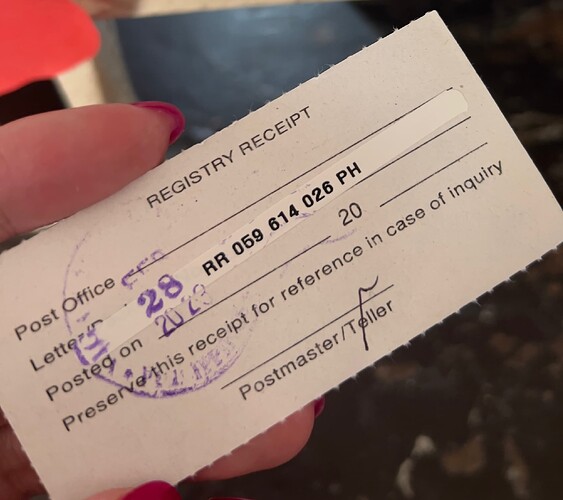 REGISTRY RECEIPT
Post Office
Letter
RR 059 614 026 PH
Posted on 20
Preserve this receipt for reference in case of inquiry
Postmaster/Teller
FEB
28